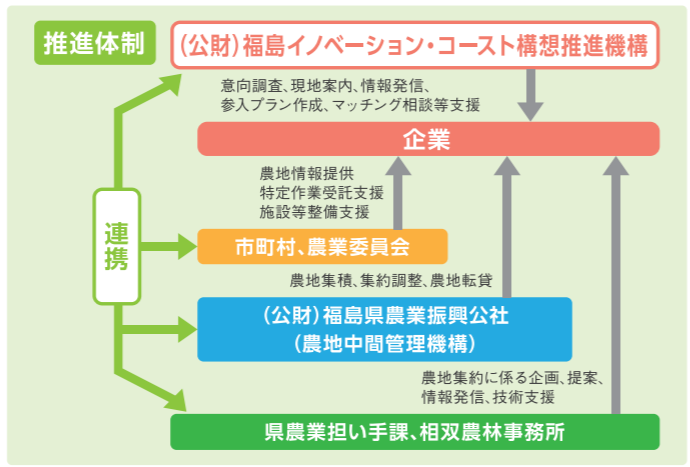 推進体制
(公財)福島イノベーション・コースト構想推進機構
意向調査、現地案内、情報発信、
参入プラン作成、マッチング相談等支援
企業
農地情報提供
特定作業受託支援
施設等整備支援
連携
市町村、農業委員会
農地集積、集約調整、農地転貸
(公財)福島県農業振興公社
(農地中間管理機構)
農地集約に係る企画、提案、
情報発信、技術支援
県農業担い手課、相双農林事務所